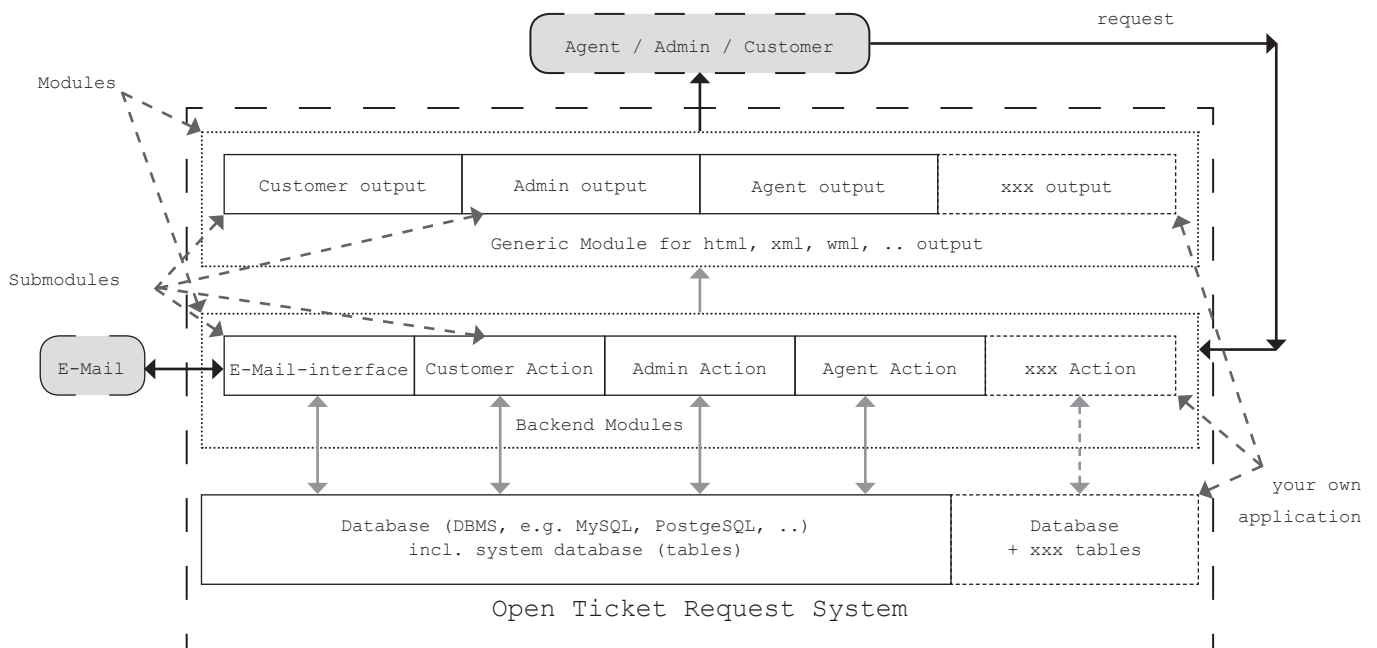 request
Agent / Admin / Customer
Modules
Customer output
Admin output
Agent output
xxx output
Generic Module for html, xml, wml, .. output
Submodules
E-Mail
E-Mail-interface
Customer Action
Admin Action
Agent Action
xxx Action
Backend Modules
your own
application
Database (DBMS, e.g. MySQL, PostgeSQL, ..)
incl. system database (tables)
Database
+ xxx tables
Open Ticket Request System